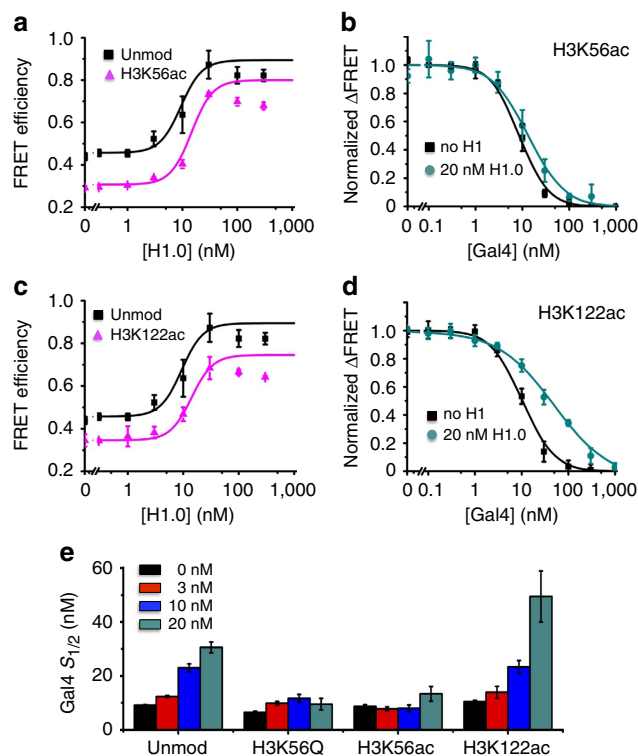 a
FRET efficiency
1.0
0.8
0.6
0.4
0.2
Unmod
H3K56ac
0 1 10 100 1,000
[H1.0] (nM)
b
H3K56ac
Normalized ΔFRET
1.0
0.8
0.6
0.4
0.2
0
no H1
20 nM H1.0
0 0.1 1 10 100 1,000
[Gal4] (nM)
c
FRET efficiency
1.0
0.8
0.6
0.4
0.2
Unmod
H3K122ac
0 1 10 100 1,000
[H1.0] (nM)
d
H3K122ac
Normalized ΔFRET
1.0
0.8
0.6
0.4
0.2
0
no H1
20 nM H1.0
0 0.1 1 10 100 1,000
[Gal4] (nM)
e
Gal4 S1/2 (nM)
60
40
20
0
0 nM
3 nM
10 nM
20 nM
Unmod H3K56Q H3K56ac H3K122ac